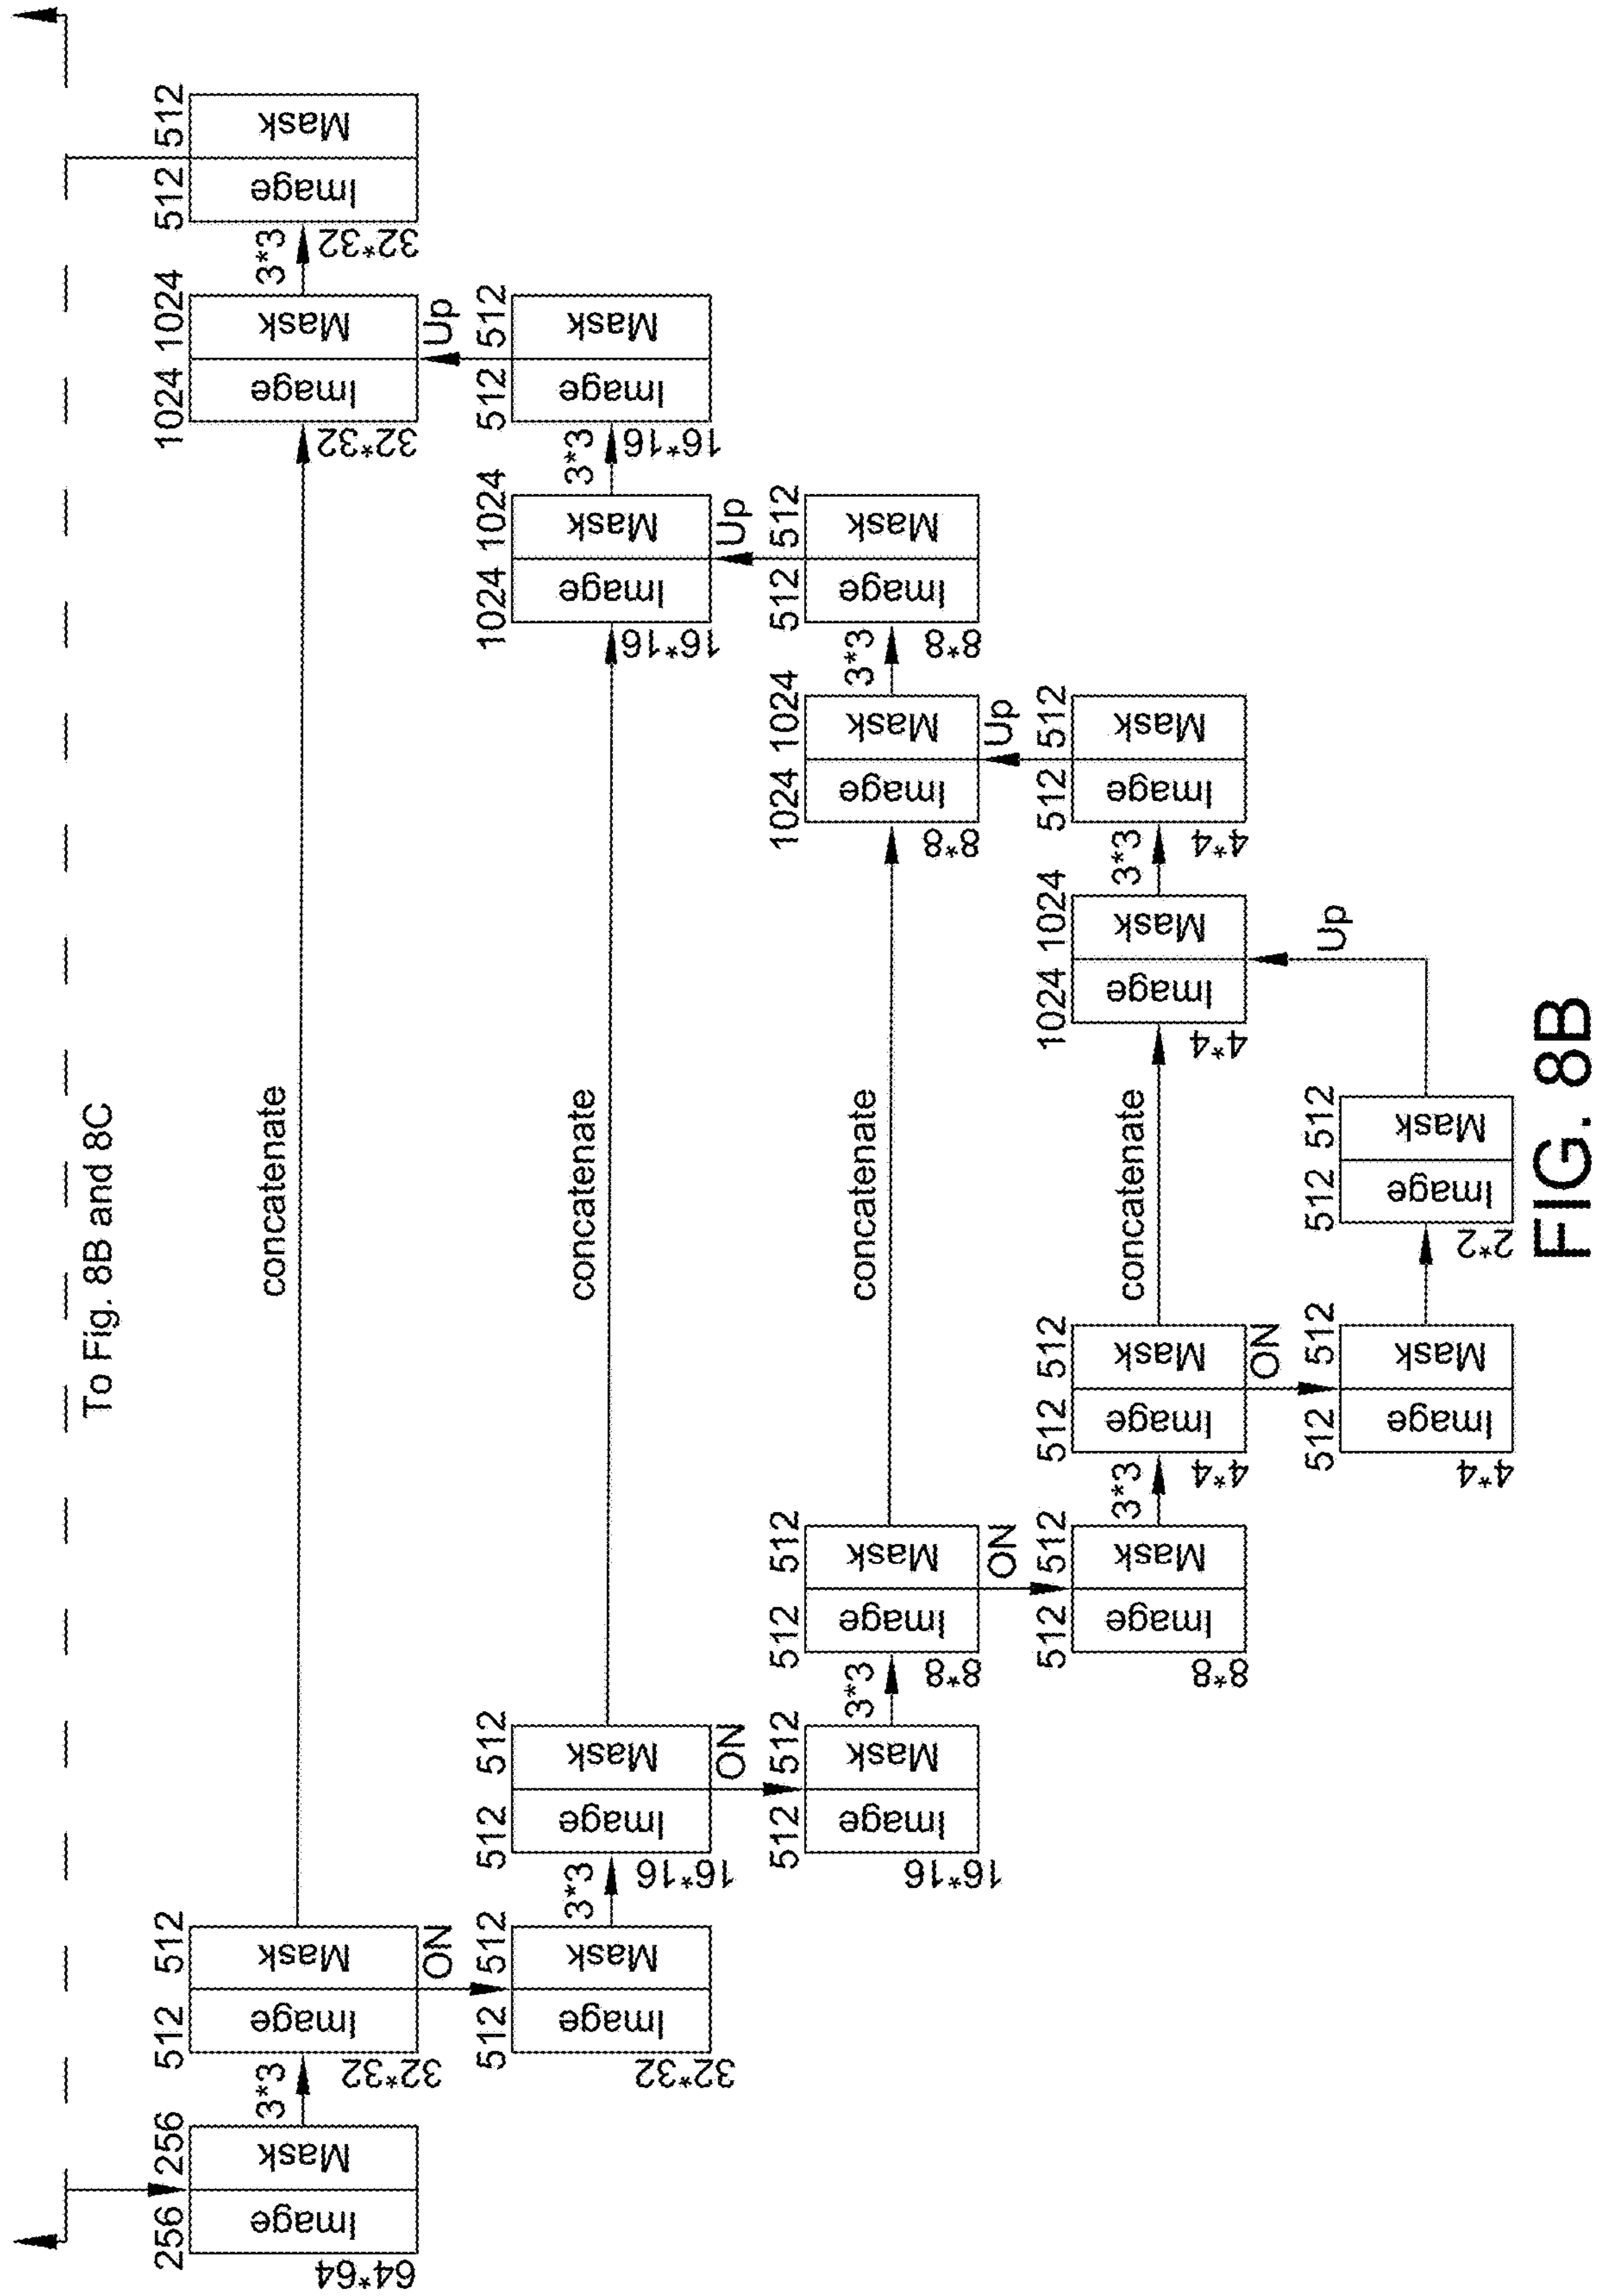 To Fig. 8B and 8C
256 256 512 512 1024 1024 512 512
3*3 concatenate 3*3
Image Mask Image Mask Image Mask Image Mask
64*64 32*32 32*32 32*32
ON Up
512 512 512 512 1024 1024 512 512
3*3 concatenate 3*3
Image Mask Image Mask Image Mask Image Mask
32*32 16*16 16*16 16*16
ON Up
512 512 512 512 1024 1024 512 512
3*3 concatenate 3*3
Image Mask Image Mask Image Mask Image Mask
16*16 8*8 8*8 8*8
ON Up
512 512 512 512 1024 1024 512 512
3*3 concatenate 3*3
Image Mask Image Mask Image Mask Image Mask
8*8 4*4 4*4 4*4
ON Up
512 512 512 512
Image Mask Image Mask
4*4 2*2
FIG. 8B